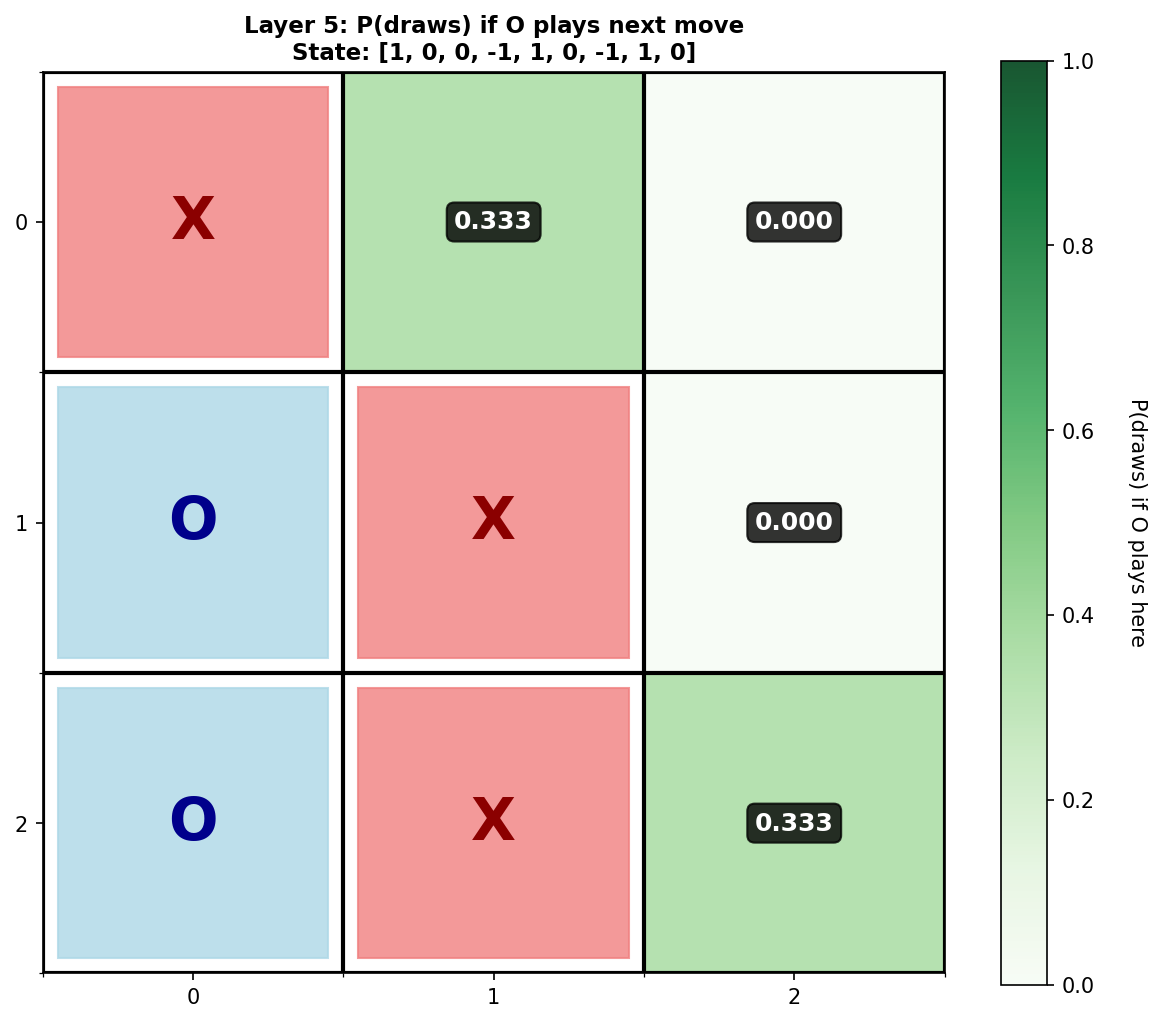 Layer 5: P(draws) if O plays next move
State: [1, 0, 0, -1, 1, 0, -1, 1, 0]
0
X
0.333
0.000
1
O
X
0.000
2
O
X
0.333
0
1
2
1.0
0.8
0.6
0.4
0.2
0.0
P(draws) if O plays here